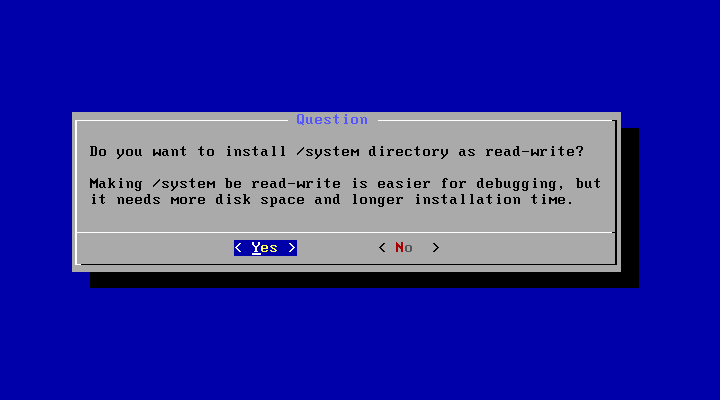 Question
Do you want to install /system directory as read-write?
Making /system be read-write is easier for debugging, but
it needs more disk space and longer installation time.
< Yes > < No >